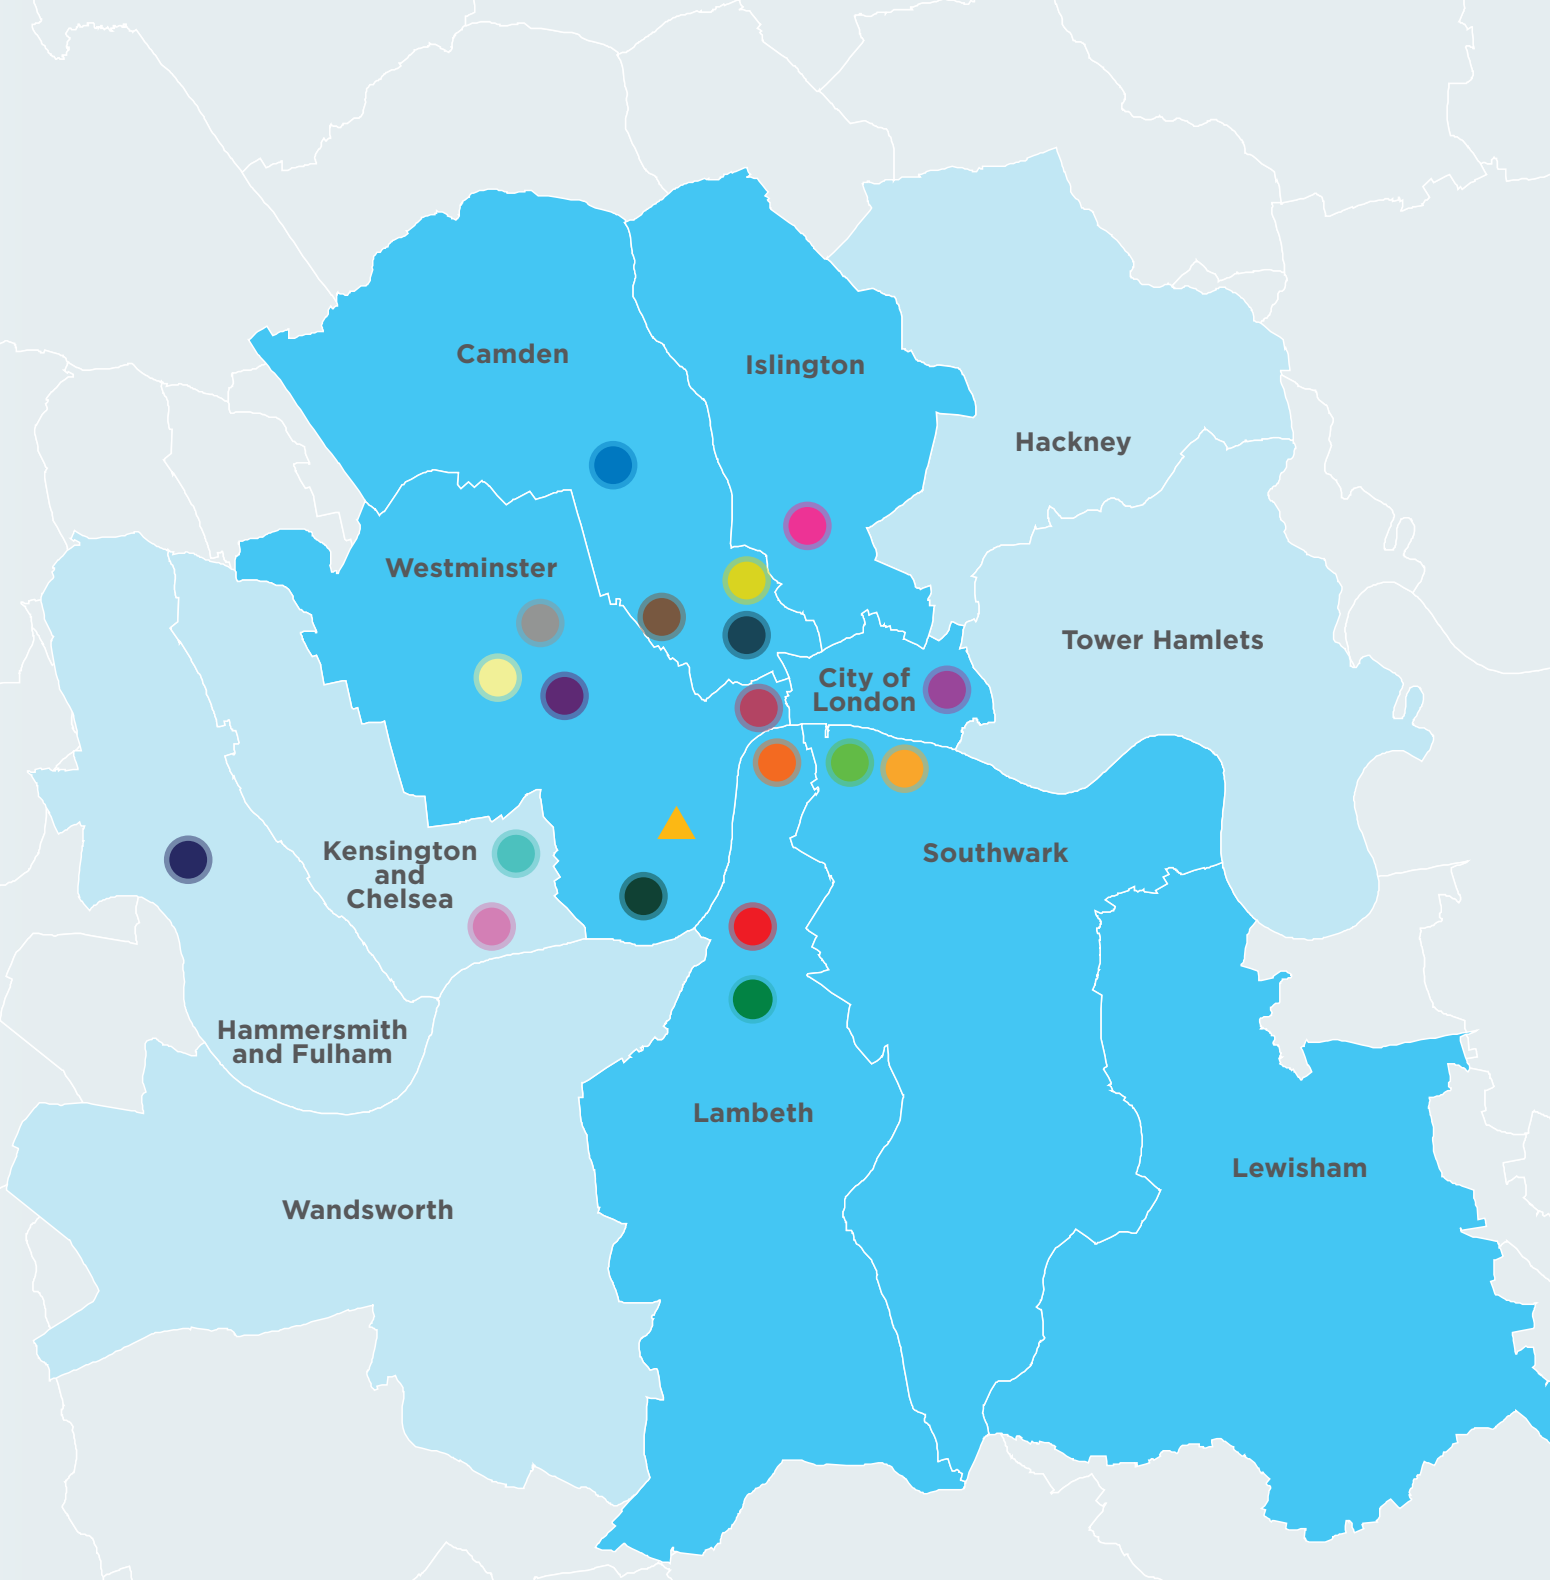 Camden
Islington
Hackney
Westminster
Tower Hamlets
City of
London
Kensington
and
Chelsea
Southwark
Hammersmith
and Fulham
Lambeth
Lewisham
Wandsworth